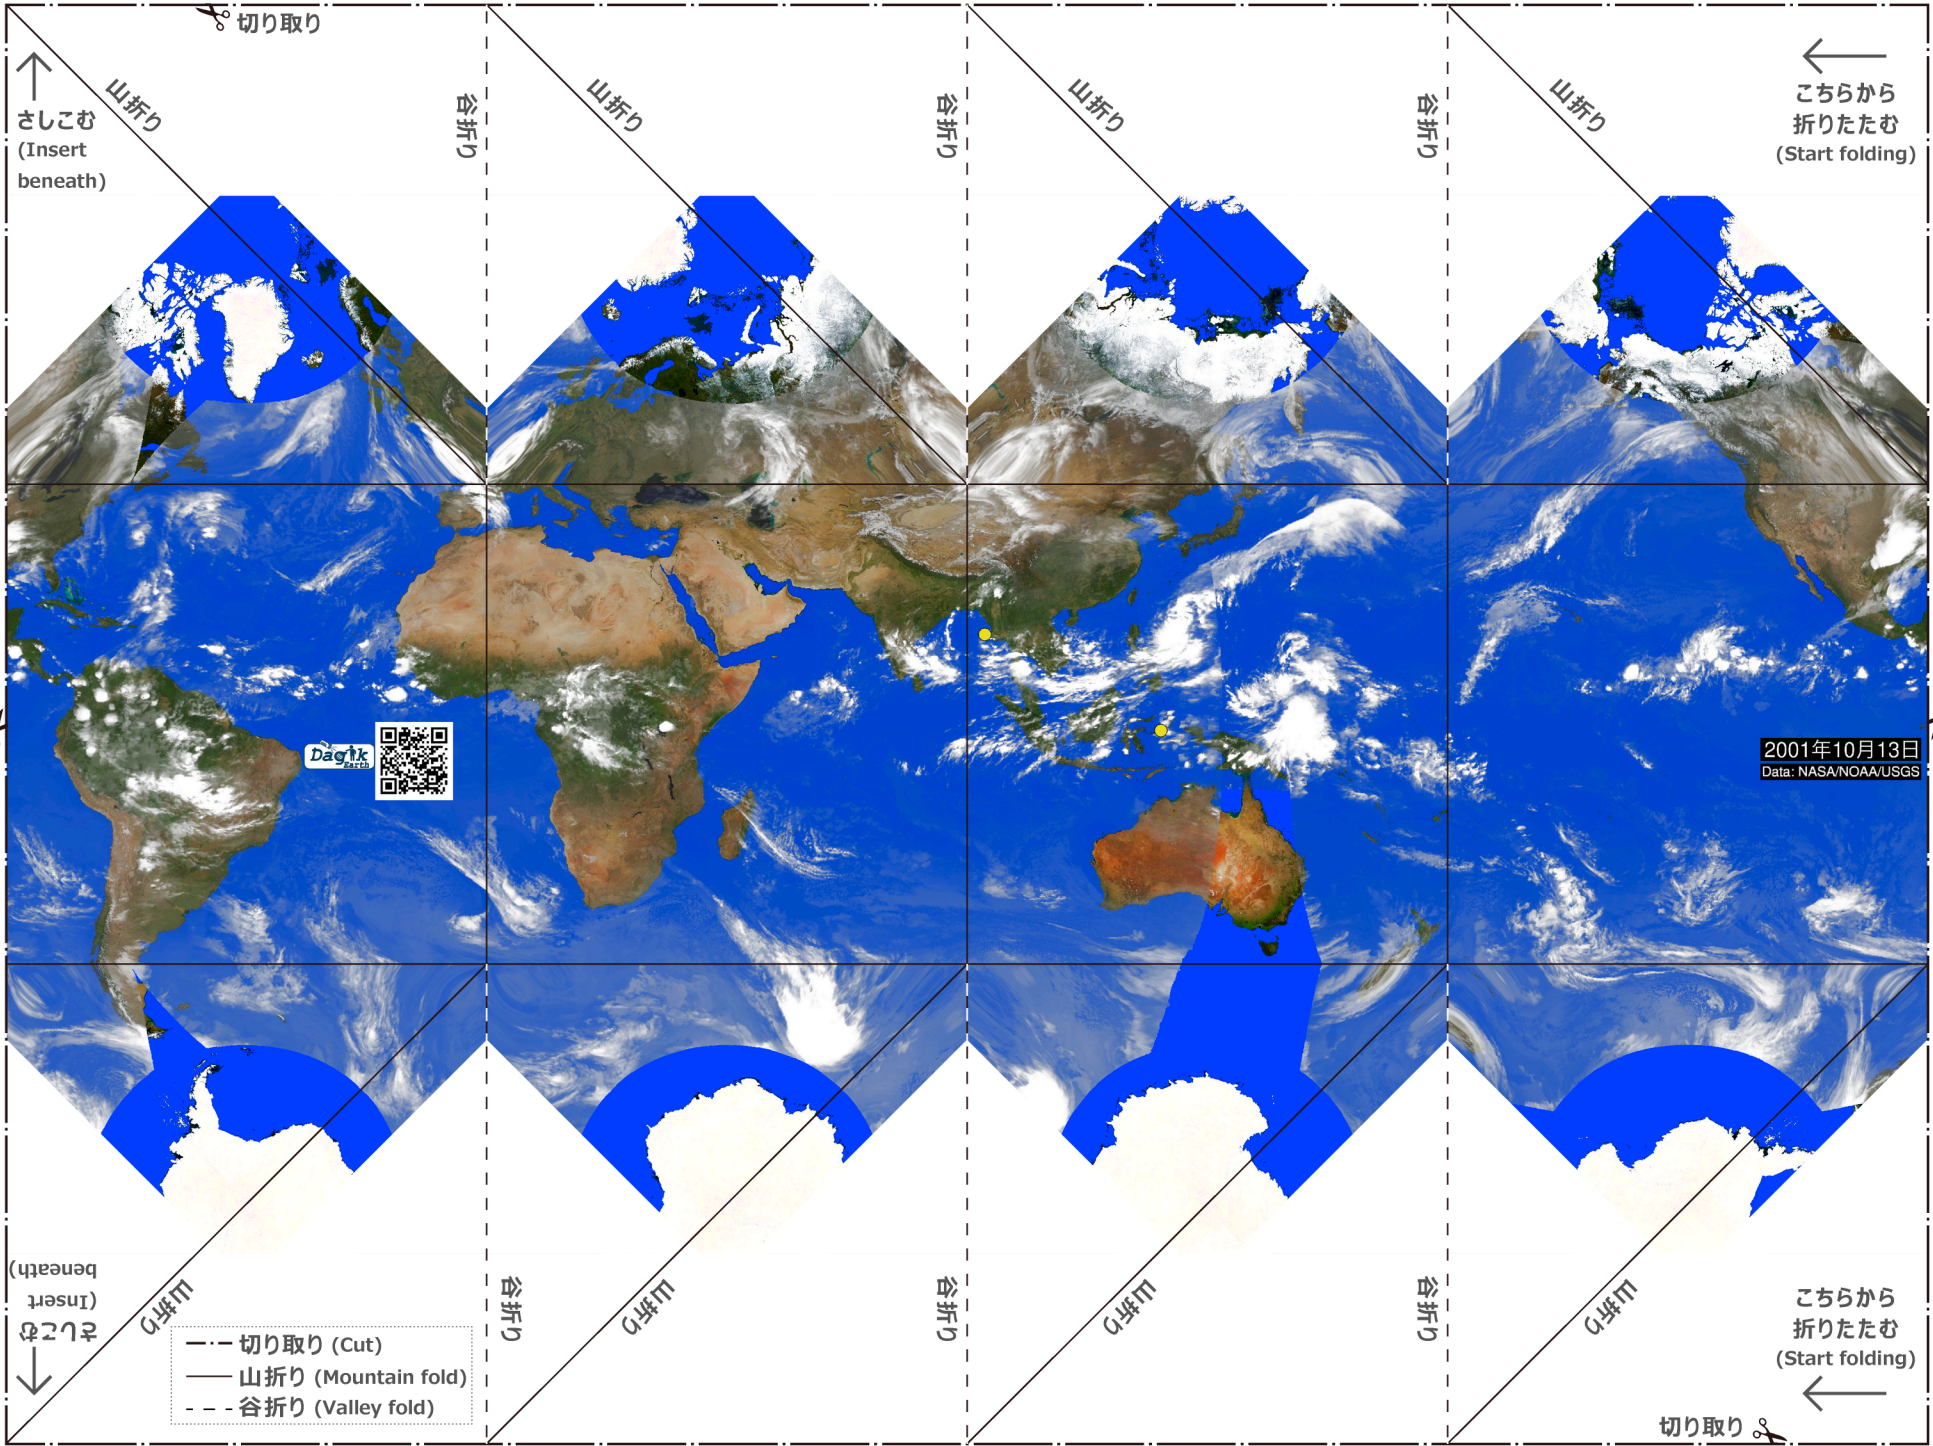 切り取り
山折り
谷折り
山折り
谷折り
山折り
谷折り
山折り
さしこむ
(Insert
beneath)
こちらから
折りたたむ
(Start folding)
Dagik
Earth
2001年10月13日
Data: NASA/NOAA/USGS
さしこむ
(Insert
beneath)
山折り
谷折り
山折り
谷折り
山折り
谷折り
山折り
こちらから
折りたたむ
(Start folding)
切り取り (Cut)
山折り (Mountain fold)
谷折り (Valley fold)
切り取り